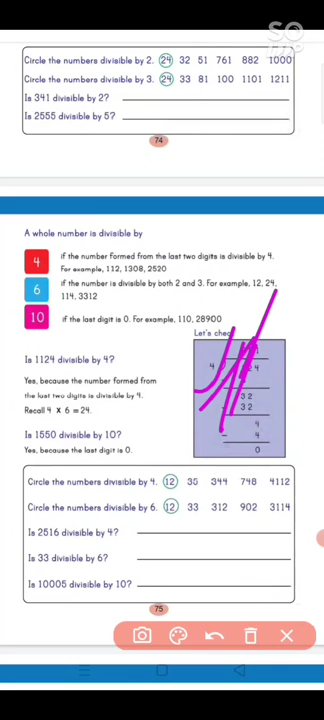 Circle the numbers divisible by 2. 24 32 51 761 882 1000
Circle the numbers divisible by 3. 24 33 81 100 1101 1211
Is 341 divisible by 2?
Is 2555 divisible by 5?
74
A whole number is divisible by
4 if the number formed from the last two digits is divisible by 4.
For example, 112, 1308, 2520
6 if the number is divisible by both 2 and 3. For example, 12, 24,
114, 3312
10 if the last digit is 0. For example, 110, 28900
Let's check
Is 1124 divisible by 4?
Yes, because the number formed from
the last two digits is divisible by 4.
Recall 4 x 6 = 24.
Is 1550 divisible by 10?
Yes, because the last digit is 0.
4
2 4
3 2
3 2
4
- 4
0
Circle the numbers divisible by 4. 12 35 344 748 4112
Circle the numbers divisible by 6. 12 33 312 902 3114
Is 2516 divisible by 4?
Is 33 divisible by 6?
Is 10005 divisible by 10?
75